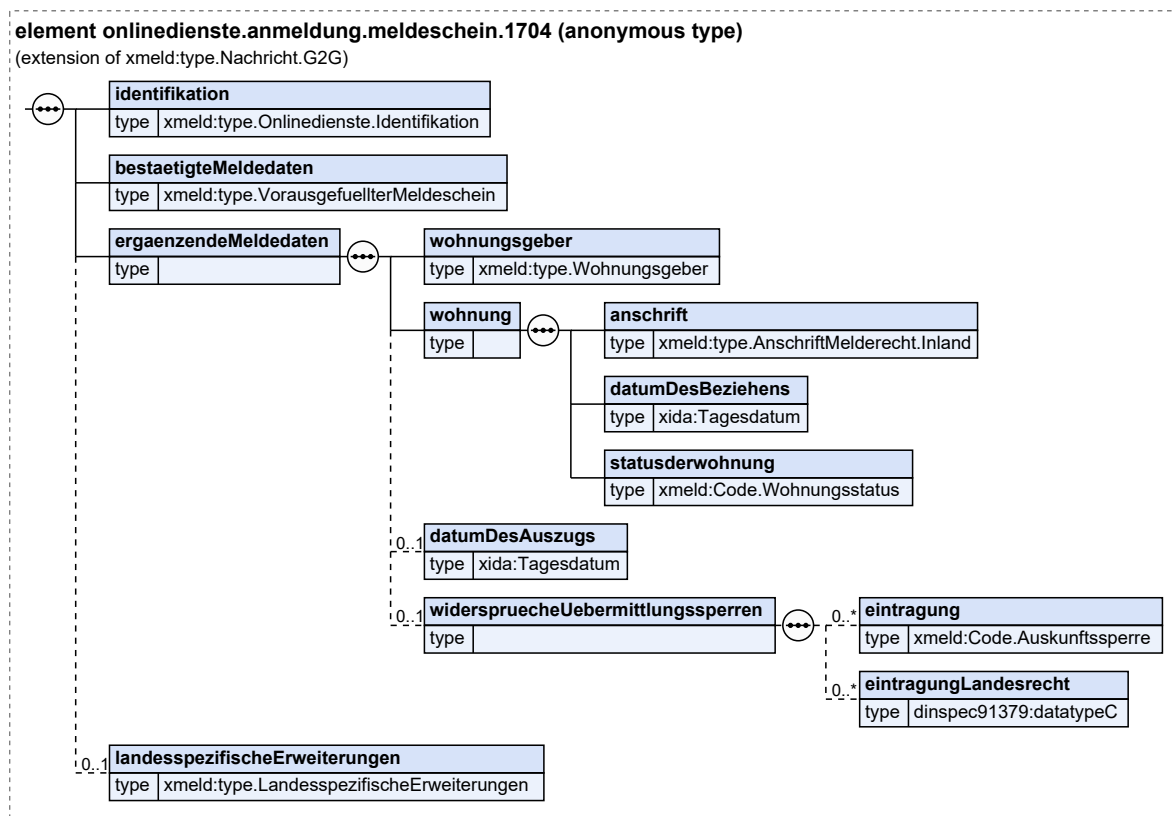 element onlinedienste.anmeldung.meldeschein.1704 (anonymous type)
(extension of xmeld:type.Nachricht.G2G)
identifikation
type xmeld:type.Onlinedienste.Identifikation
bestaetigteMeldedaten
type xmeld:type.VorausgefuellterMeldeschein
ergaenzendeMeldedaten
type
wohnungsgeber
type xmeld:type.Wohnungsgeber
wohnung
type
anschrift
type xmeld:type.AnschriftMelderecht.Inland
datumDesBeziehens
type xida:Tagesdatum
statusderwohnung
type xmeld:Code.Wohnungsstatus
0..1 datumDesAuszugs
type xida:Tagesdatum
0..1 widerspruecheUebermittlungssperren
type
0..* eintragung
type xmeld:Code.Auskunftssperre
0..* eintragungLandesrecht
type dinspec91379:datatypeC
0..1 landesspezifischeErweiterungen
type xmeld:type.LandesspezifischeErweiterungen